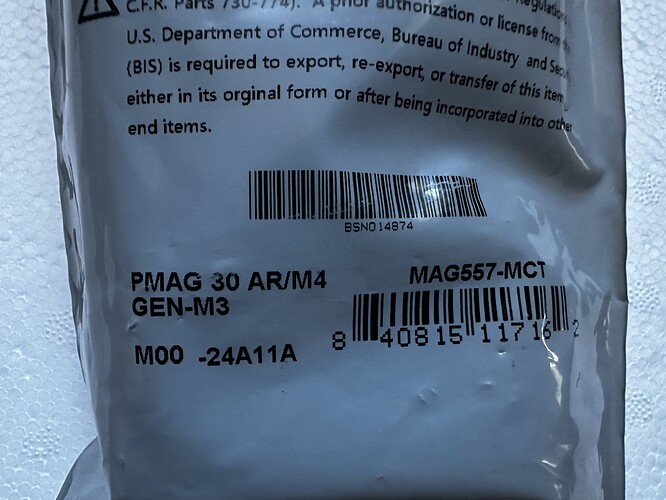 C.F.R. Parts 730-774). A prior authorization or license from
U.S. Department of Commerce, Bureau of Industry and
(BIS) is required to export, re-export, or transfer of this item
either in its orginal form or after being incorporated into
end items.
BSN014874
PMAG 30 AR/M4
GEN-M3
MAG557-MCT
8 40815 11716 2
M00 -24A11A